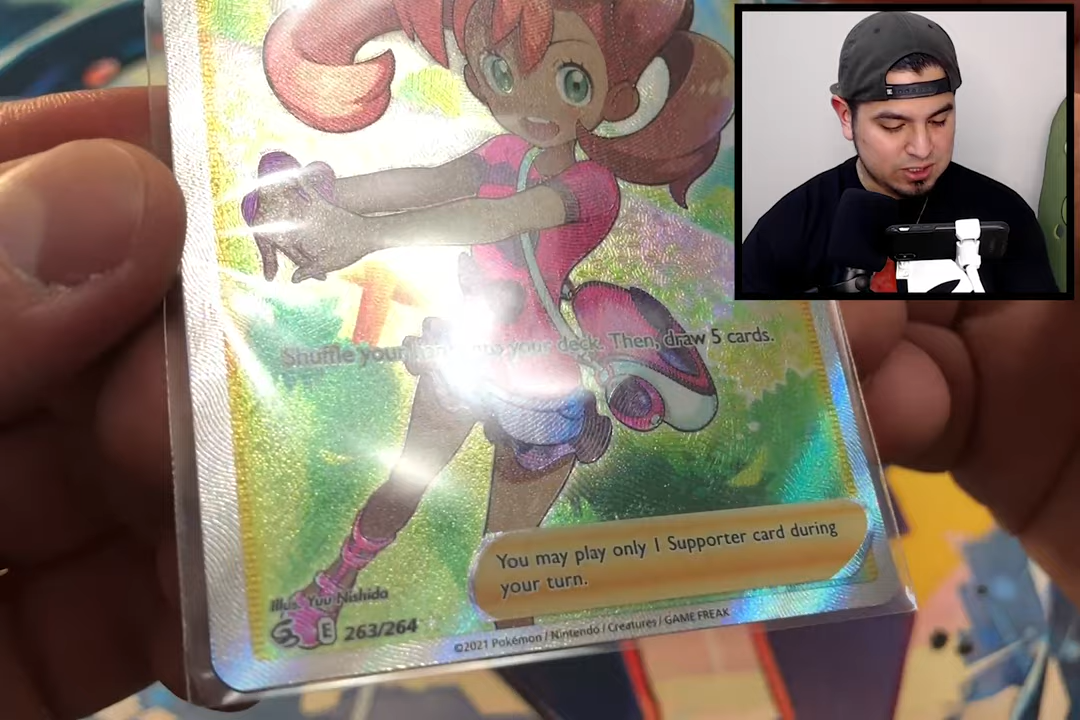 Shuffle your hand into your deck. Then, draw 5 cards.
You may play only 1 Supporter card during
your turn.
Illus. Yuu Nishida
E 263/264
©2021 Pokémon / Nintendo / Creatures / GAME FREAK